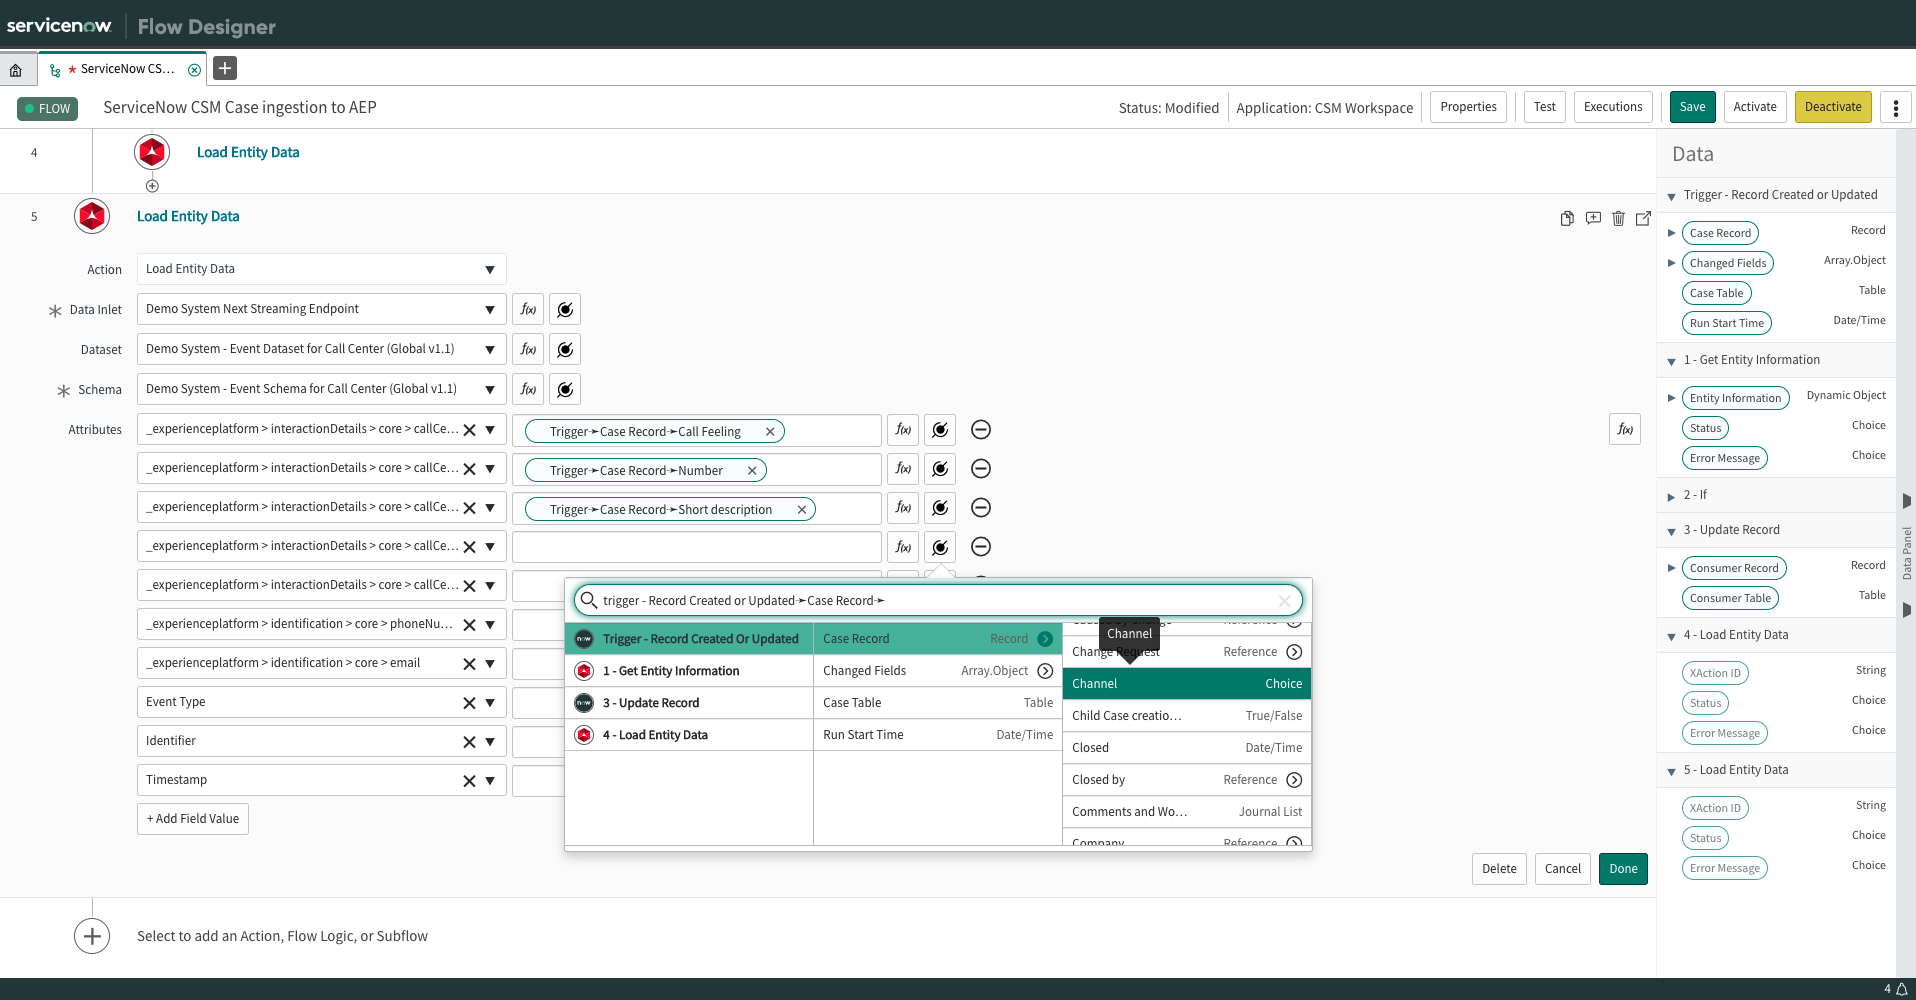 servicenow Flow Designer
ServiceNow CS...
FLOW ServiceNow CSM Case ingestion to AEP Status: Modified Application: CSM Workspace Properties Test Executions Save Activate Deactivate
4 Load Entity Data
5 Load Entity Data
Action Load Entity Data
Data Inlet Demo System Next Streaming Endpoint f(x)
Dataset Demo System - Event Dataset for Call Center (Global v1.1) f(x)
Schema Demo System - Event Schema for Call Center (Global v1.1) f(x)
Attributes _experienceplatform > interactionDetails > core > callCe... Trigger➛Case Record➛Call Feeling f(x) f(x)
_experienceplatform > interactionDetails > core > callCe... Trigger➛Case Record➛Number f(x)
_experienceplatform > interactionDetails > core > callCe... Trigger➛Case Record➛Short description f(x)
_experienceplatform > interactionDetails > core > callCe... f(x)
_experienceplatform > interactionDetails > core > callCe...
_experienceplatform > identification > core > phoneNu...
_experienceplatform > identification > core > email
Event Type
Identifier
Timestamp
+ Add Field Value
trigger - Record Created or Updated➛Case Record➛
now Trigger - Record Created Or Updated
1 - Get Entity Information
now 3 - Update Record
4 - Load Entity Data
Case Record Record
Changed Fields Array.Object
Case Table Table
Run Start Time Date/Time
Channel
Reference
Change Request Reference
Channel Choice
Child Case creatio... True/False
Closed Date/Time
Closed by Reference
Comments and Wo... Journal List
Company Reference
Delete Cancel Done
Select to add an Action, Flow Logic, or Subflow
Data
Trigger - Record Created or Updated
Case Record Record
Changed Fields Array.Object
Case Table Table
Run Start Time Date/Time
1 - Get Entity Information
Entity Information Dynamic Object
Status Choice
Error Message Choice
2 - If
3 - Update Record
Consumer Record Record
Consumer Table Table
4 - Load Entity Data
XAction ID String
Status Choice
Error Message Choice
5 - Load Entity Data
XAction ID String
Status Choice
Error Message Choice
Data Panel
4